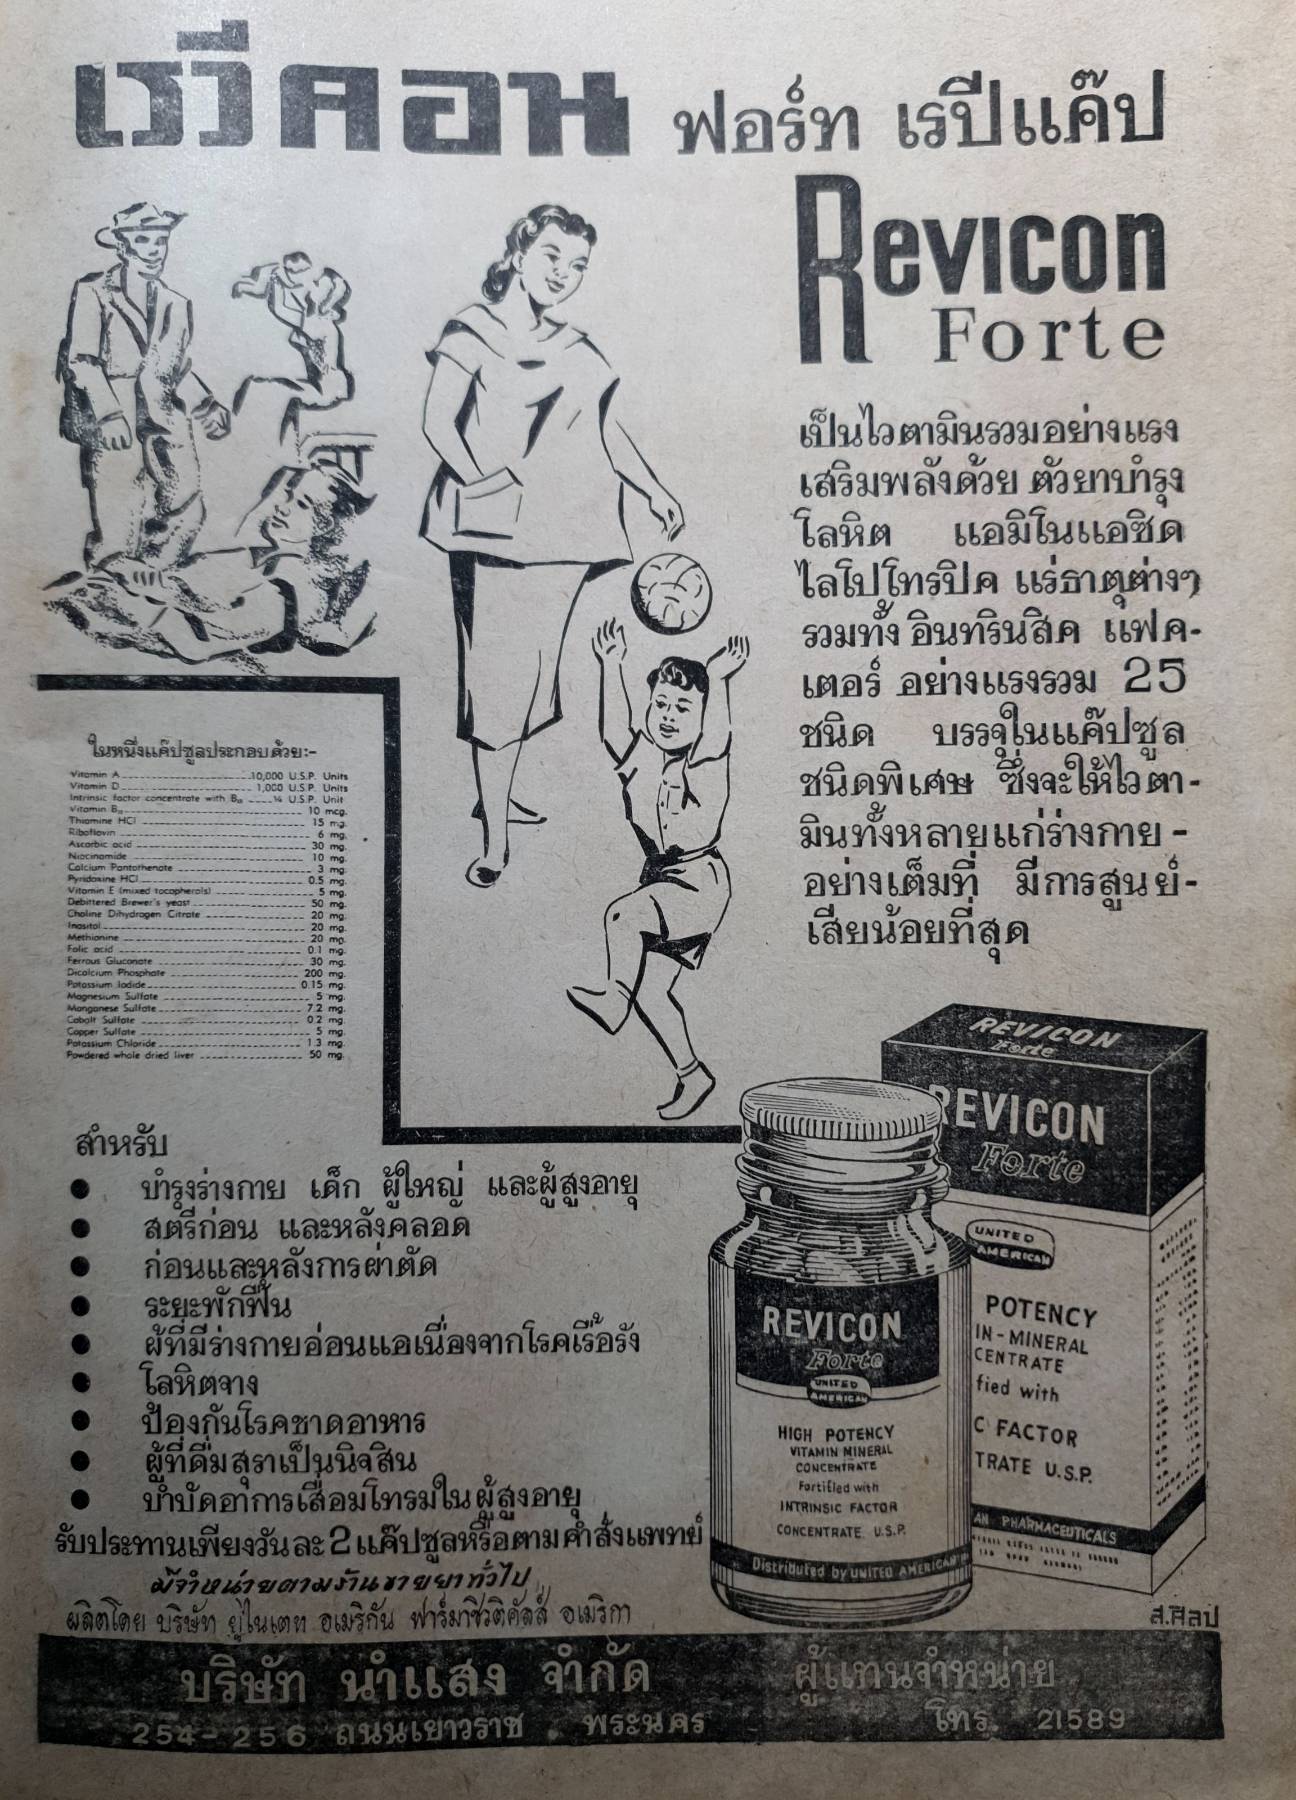 เรวีคอน ฟอร์ท เรปีแค๊ป
Revicon
Forte
เป็นไวตามินรวมอย่างแรง
เสริมพลังด้วย ตัวยาบำรุง
โลหิต แอมิโนแอซิด
ไลโปโทรปิค แร่ธาตุต่างๆ
รวมทั้ง อินทรินสิค แฟค-
เตอร์ อย่างแรงรวม 25
ชนิด บรรจุในแค๊ปซูล
ชนิดพิเศษ ซึ่งจะให้ไวตา-
มินทั้งหลายแก่ร่างกาย -
อย่างเต็มที่ มีการสูนย์-
เสียน้อยที่สุด
ในหนึ่งแค๊ปซูลประกอบด้วย:-
Vitamin A 10,000 U.S.P. Units
Vitamin D 1,000 U.S.P. Units
Intrinsic factor concentrate with B₁₂ ¼ U.S.P. Unit
Vitamin B₁₂ 10 mcg.
Thiamine HCl 15 mg.
Riboflavin 6 mg.
Ascorbic acid 30 mg.
Niacinamide 10 mg.
Calcium Pantothenate 3 mg.
Pyridoxine HCl 0.5 mg.
Vitamin E (mixed tocopherols) 5 mg.
Debittered Brewer's yeast 50 mg.
Choline Dihydrogen Citrate 20 mg.
Inositol 20 mg.
Methionine 20 mg.
Folic acid 0.1 mg.
Ferrous Gluconate 30 mg.
Dicalcium Phosphate 200 mg.
Potassium Iodide 0.15 mg.
Magnesium Sulfate 5 mg.
Manganese Sulfate 7.2 mg.
Cobalt Sulfate 0.2 mg.
Copper Sulfate 5 mg.
Potassium Chloride 1.3 mg.
Powdered whole dried liver 50 mg.
สำหรับ
● บำรุงร่างกาย เด็ก ผู้ใหญ่ และผู้สูงอายุ
● สตรีก่อน และหลังคลอด
● ก่อนและหลังการผ่าตัด
● ระยะพักฟื้น
● ผู้ที่มีร่างกายอ่อนแอเนื่องจากโรคเรื้อรัง
● โลหิตจาง
● ป้องกันโรคขาดอาหาร
● ผู้ที่ดื่มสุราเป็นนิจสิน
● บำบัดอาการเสื่อมโทรมในผู้สูงอายุ
รับประทานเพียงวันละ 2 แค๊ปซูลหรือตามคำสั่งแพทย์
มีจำหน่ายตามร้านขายยาทั่วไป
ผลิตโดย บริษัท ยูไนเตท อเมริกัน ฟาร์มาซิวติคัลส์ อเมริกา
REVICON
Forte
REVICON
Forte
UNITED
AMERICAN
POTENCY
IN-MINERAL
CENTRATE
fied with
C FACTOR
TRATE U.S.P.
AN PHARMACEUTICALS
REVICON
Forte
UNITED
AMERICAN
HIGH POTENCY
VITAMIN MINERAL
CONCENTRATE
Fortified with
INTRINSIC FACTOR
CONCENTRATE U.S.P.
Distributed by UNITED AMERICAN
ส.ศิลป
บริษัท นำแสง จำกัด ผู้แทนจำหน่าย
254-256 ถนนเยาวราช . พระนคร โทร. 21589